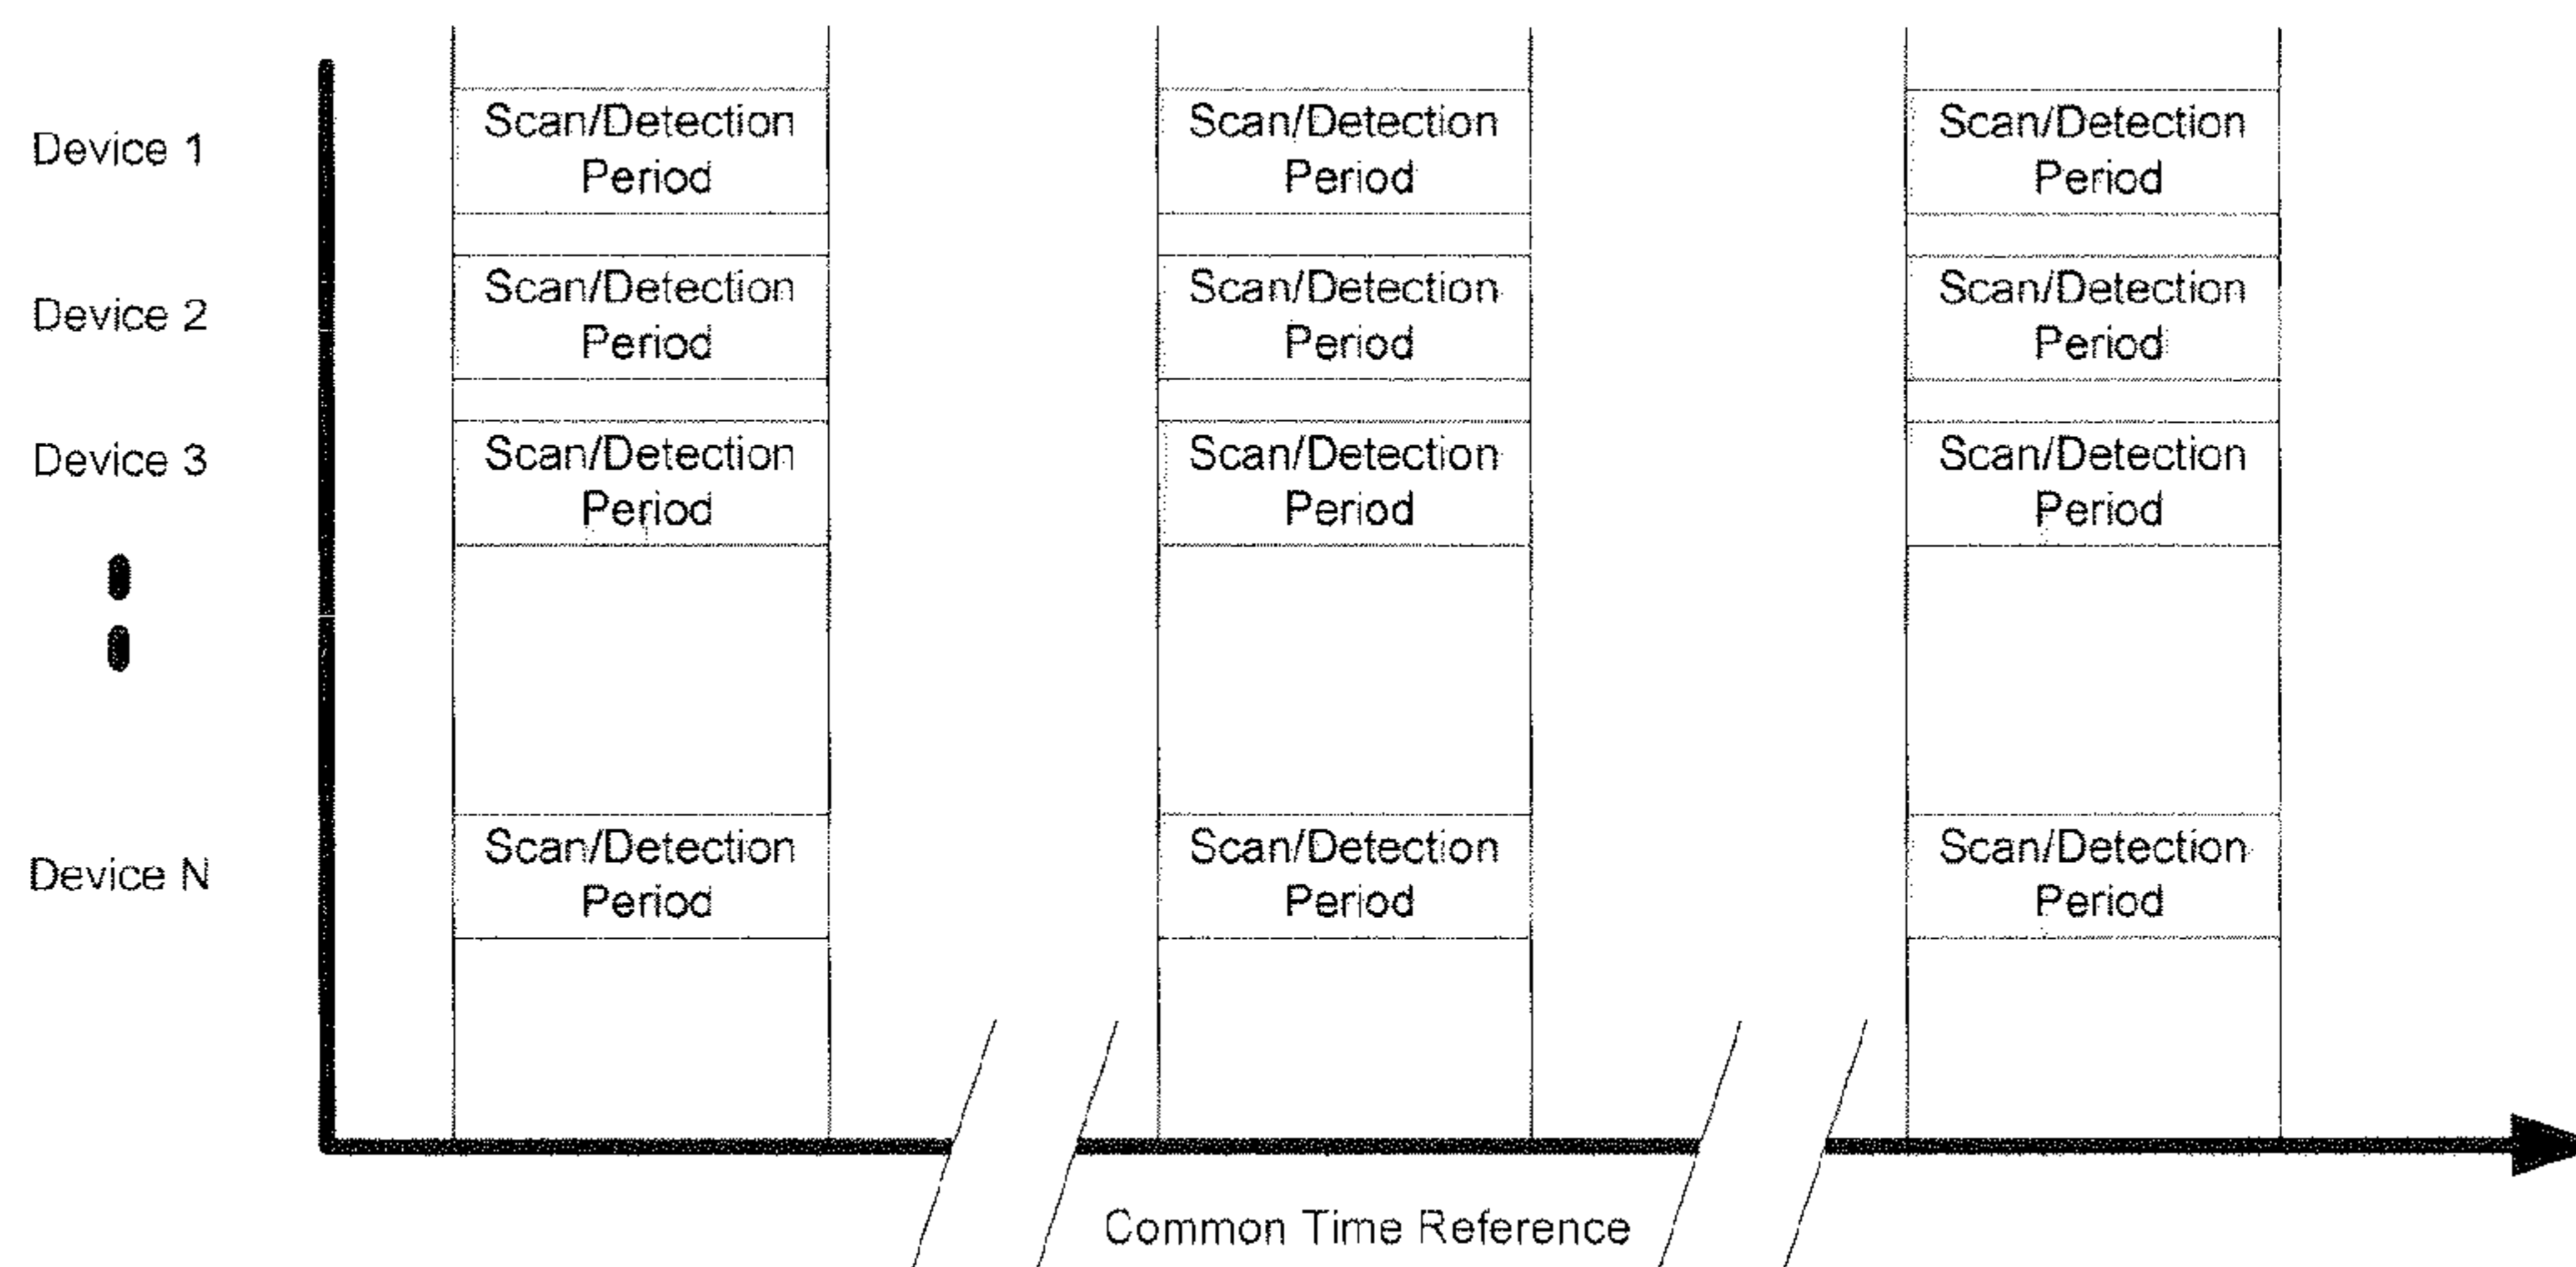 Device 1
Scan/Detection
Period
Scan/Detection
Period
Scan/Detection
Period
Device 2
Scan/Detection
Period
Scan/Detection
Period
Scan/Detection
Period
Device 3
Scan/Detection
Period
Scan/Detection
Period
Scan/Detection
Period
Device N
Scan/Detection
Period
Scan/Detection
Period
Scan/Detection
Period
Common Time Reference